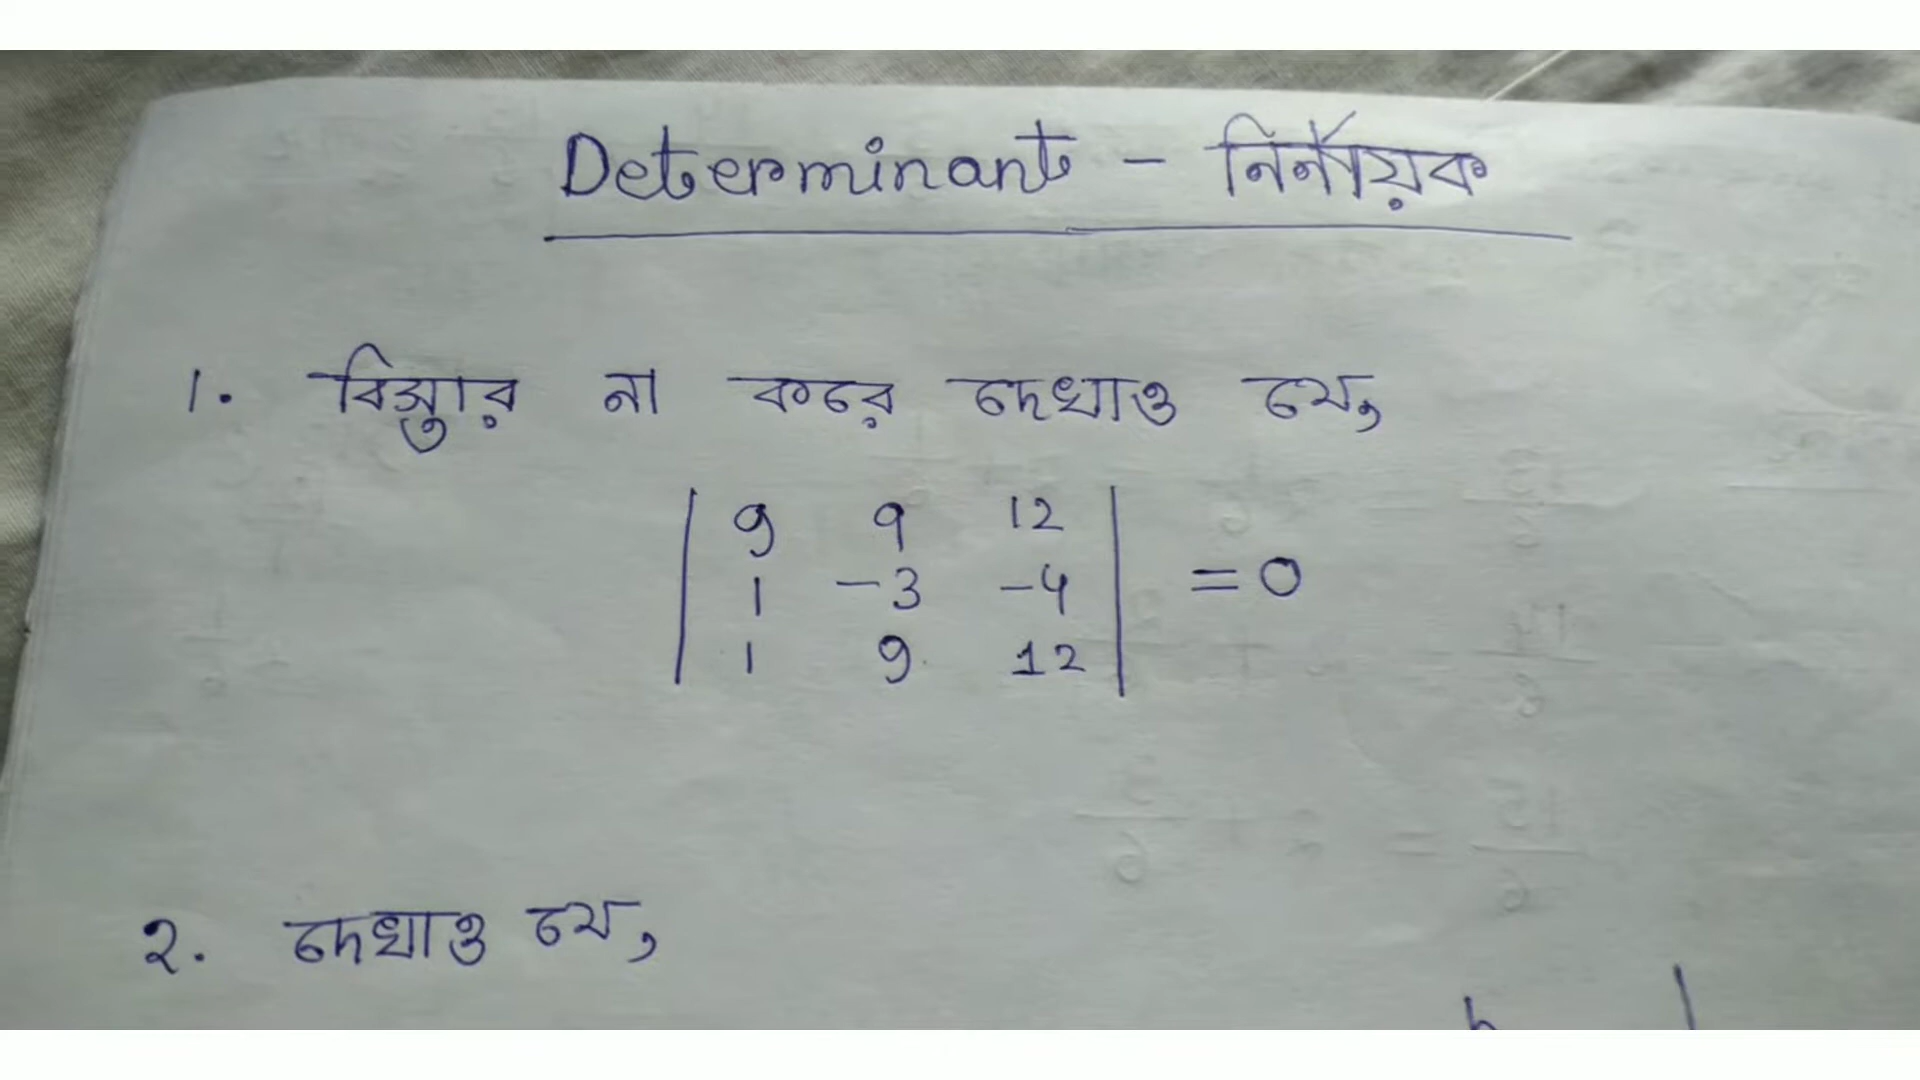 Determinant - নির্নায়ক
1. বিস্তার না করে দেখাও যে,
9 9 12
1 -3 -4 = 0
1 9 12
২. দেখাও যে,